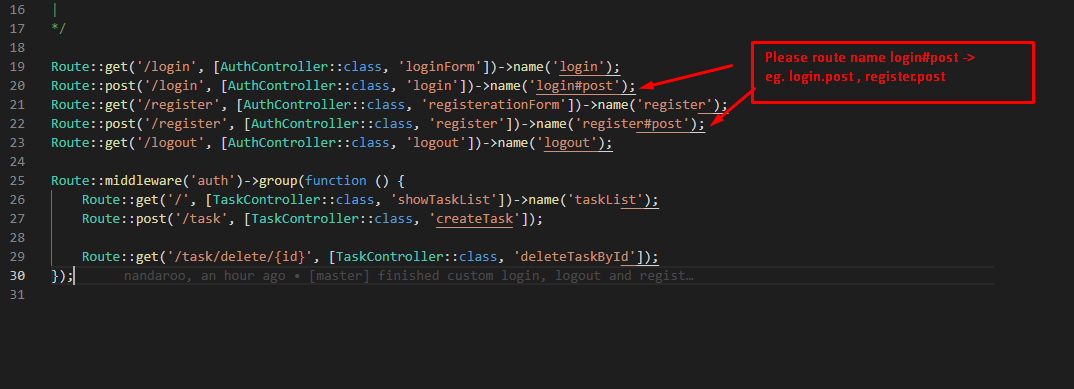 16 |
17 */
18
19 Route::get('/login', [AuthController::class, 'loginForm'])->name('login');
20 Route::post('/login', [AuthController::class, 'login'])->name('login#post');
21 Route::get('/register', [AuthController::class, 'registerationForm'])->name('register');
22 Route::post('/register', [AuthController::class, 'register'])->name('register#post');
23 Route::get('/logout', [AuthController::class, 'logout'])->name('logout');
24
25 Route::middleware('auth')->group(function () {
26 Route::get('/', [TaskController::class, 'showTaskList'])->name('taskList');
27 Route::post('/task', [TaskController::class, 'createTask']);
28
29 Route::get('/task/delete/{id}', [TaskController::class, 'deleteTaskById']);
30 }); nandaroo, an hour ago • [master] finished custom login, logout and regist…
31
Please route name login#post ->
eg. login.post , register.post